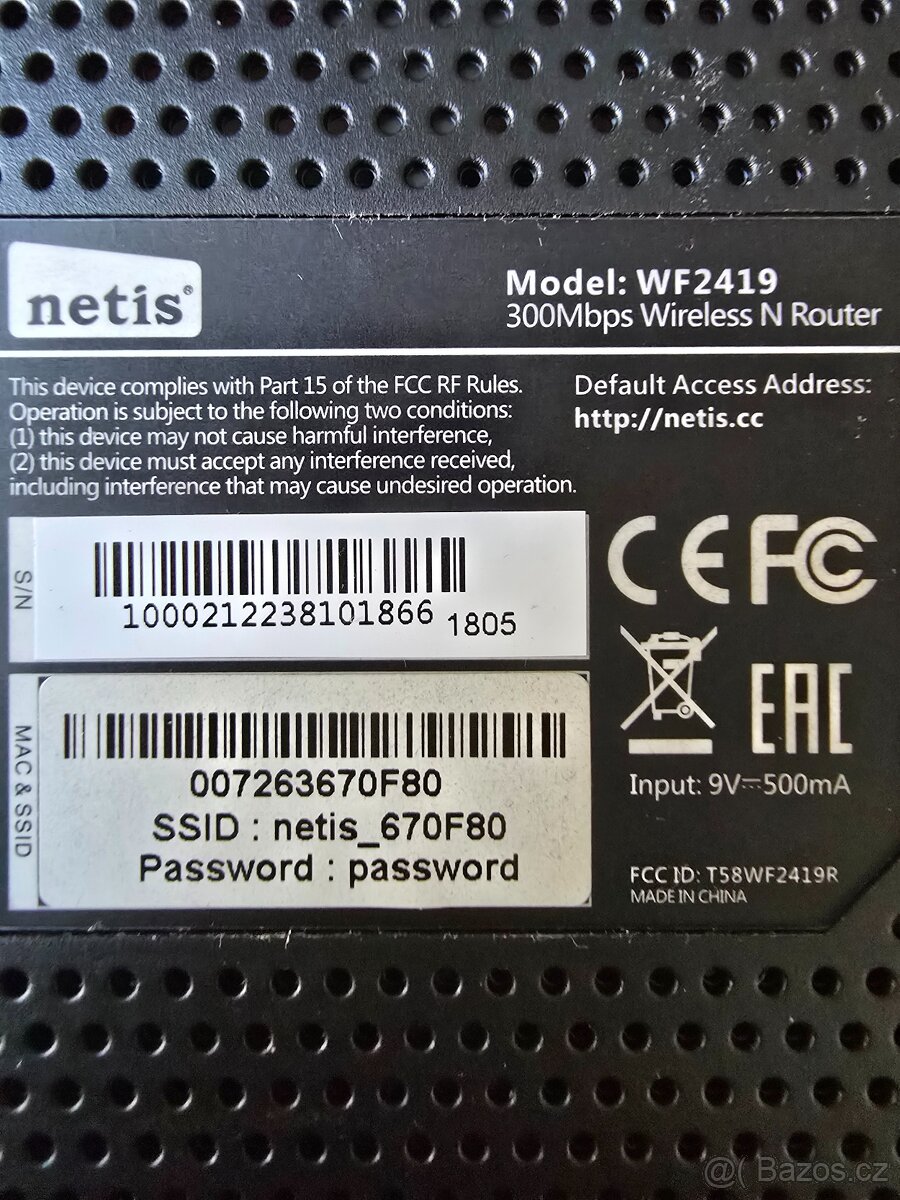 netis®
Model: WF2419
300Mbps Wireless N Router
This device complies with Part 15 of the FCC RF Rules.
Operation is subject to the following two conditions:
(1) this device may not cause harmful interference,
(2) this device must accept any interference received,
including interference that may cause undesired operation.
Default Access Address:
http://netis.cc
S/N
1000212238101866
1805
CE FC
EAC
MAC & SSID
007263670F80
SSID : netis_670F80
Password : password
Input: 9V⎓500mA
FCC ID: T58WF2419R
MADE IN CHINA
@( Bazos.cz